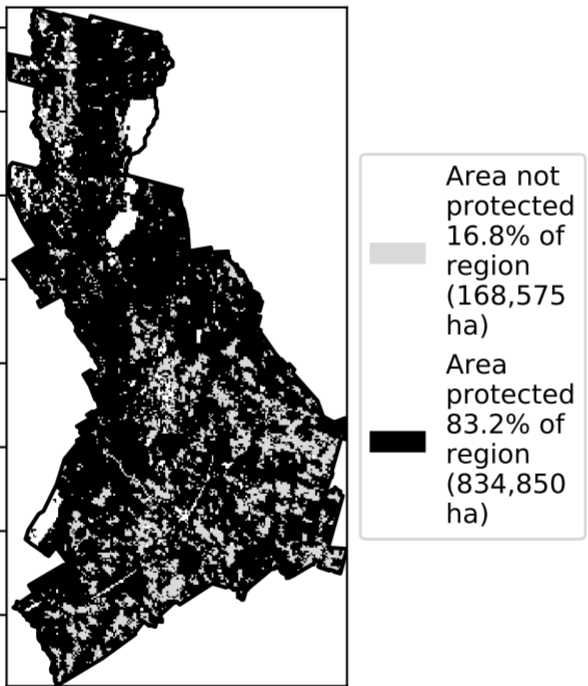 Area not
protected
16.8% of
region
(168,575
ha)
Area
protected
83.2% of
region
(834,850
ha)